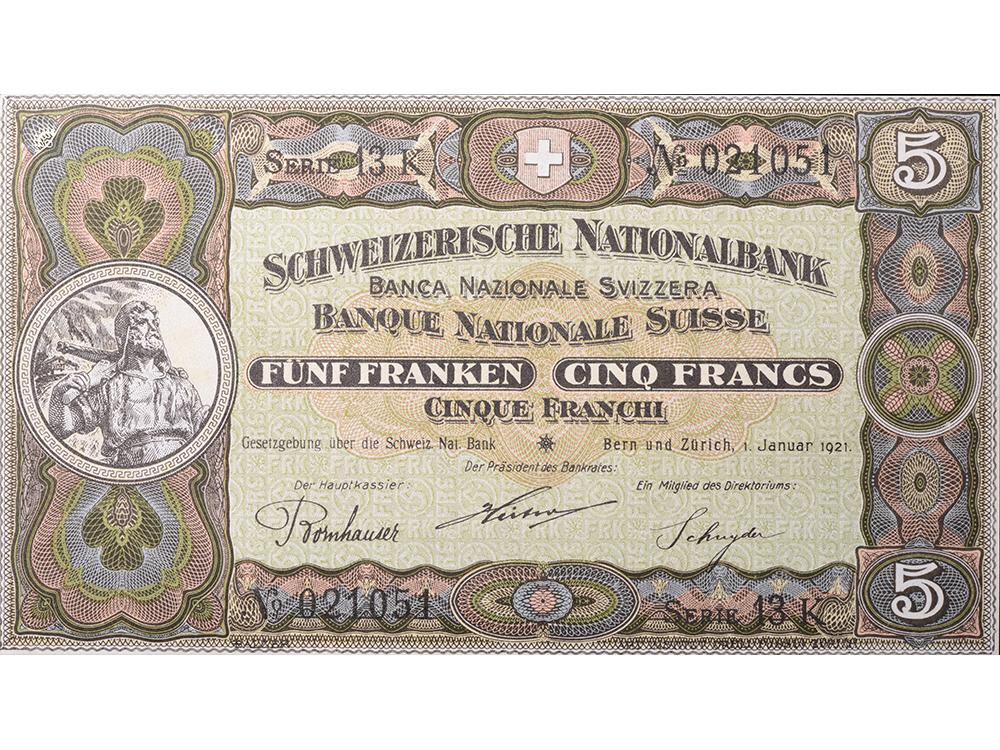 5
SERIE 13 K
No 021051
SCHWEIZERISCHE NATIONALBANK
BANCA NAZIONALE SVIZZERA
BANQUE NATIONALE SUISSE
FÜNF FRANKEN
CINQ FRANCS
CINQUE FRANCHI
Gesetzgebung über die Schweiz. Nat. Bank
Bern und Zürich, 1. Januar 1921.
Der Präsident des Bankrates:
Der Hauptkassier:
Ein Mitglied des Direktoriums:
Bornhauser
Schnyder
5
No 021051
SERIE 13 K